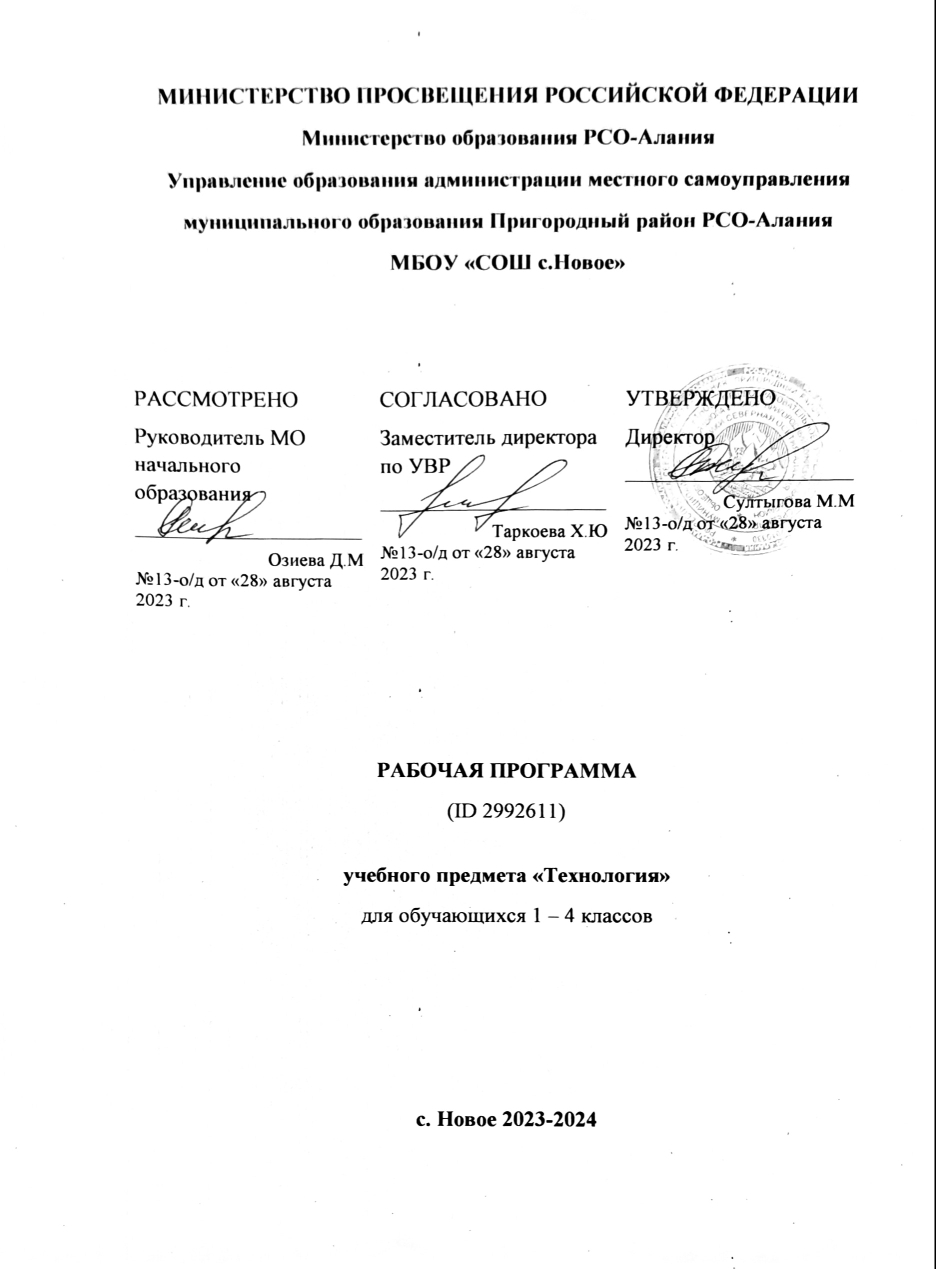 МИНИСТЕРСТВО ПРОСВЕЩЕНИЯ РОССИЙСКОЙ ФЕДЕРАЦИИ
Министерство образования РСО-Алания
Управление образования администрации местного самоуправления
муниципального образования Пригородный район РСО-Алания
МБОУ «СОШ с.Новое»
РАССМОТРЕНО
Руководитель МО
начального
образования
Озиева Д.М
№13-о/д от «28» августа
2023 г.
СОГЛАСОВАНО
Заместитель директора
по УВР
Таркоева Х.Ю
№13-о/д от «28» августа
2023 г.
УТВЕРЖДЕНО
Директор
Султыгова М.М
№13-о/д от «28» августа
2023 г.
РАБОЧАЯ ПРОГРАММА
(ID 2992611)
учебного предмета «Технология»
для обучающихся 1 – 4 классов
с. Новое 2023-2024